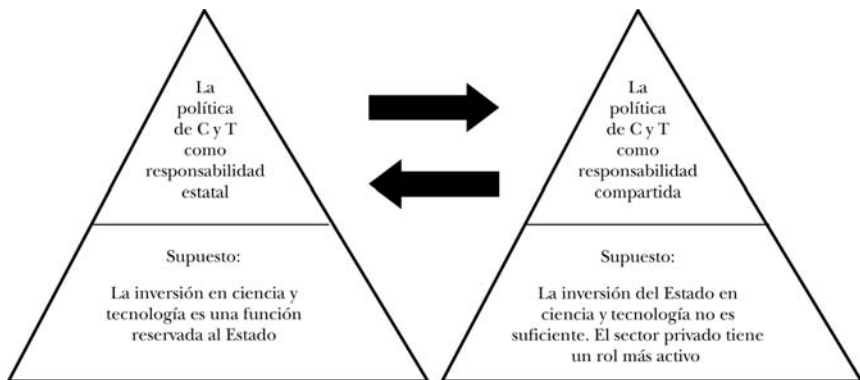 La
política
de C y T
como
responsabilidad
estatal
Supuesto:
La inversión en ciencia y
tecnología es una función
reservada al Estado
La
política
de C y T
como
responsabilidad
compartida
Supuesto:
La inversión del Estado en
ciencia y tecnología no es
suficiente. El sector privado tiene
un rol más activo